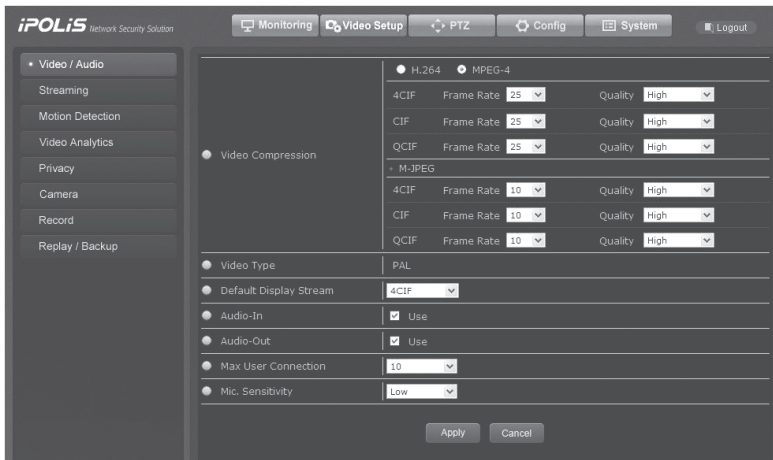 iPOLiS Network Security Solution
Monitoring Video Setup PTZ Config System Logout
Video / Audio
Streaming
Motion Detection
Video Analytics
Privacy
Camera
Record
Replay / Backup
Video Compression
H.264 MPEG-4
4CIF Frame Rate 25 Quality High
CIF Frame Rate 25 Quality High
QCIF Frame Rate 25 Quality High
M-JPEG
4CIF Frame Rate 10 Quality High
CIF Frame Rate 10 Quality High
QCIF Frame Rate 10 Quality High
Video Type PAL
Default Display Stream 4CIF
Audio-In Use
Audio-Out Use
Max User Connection 10
Mic. Sensitivity Low
Apply Cancel